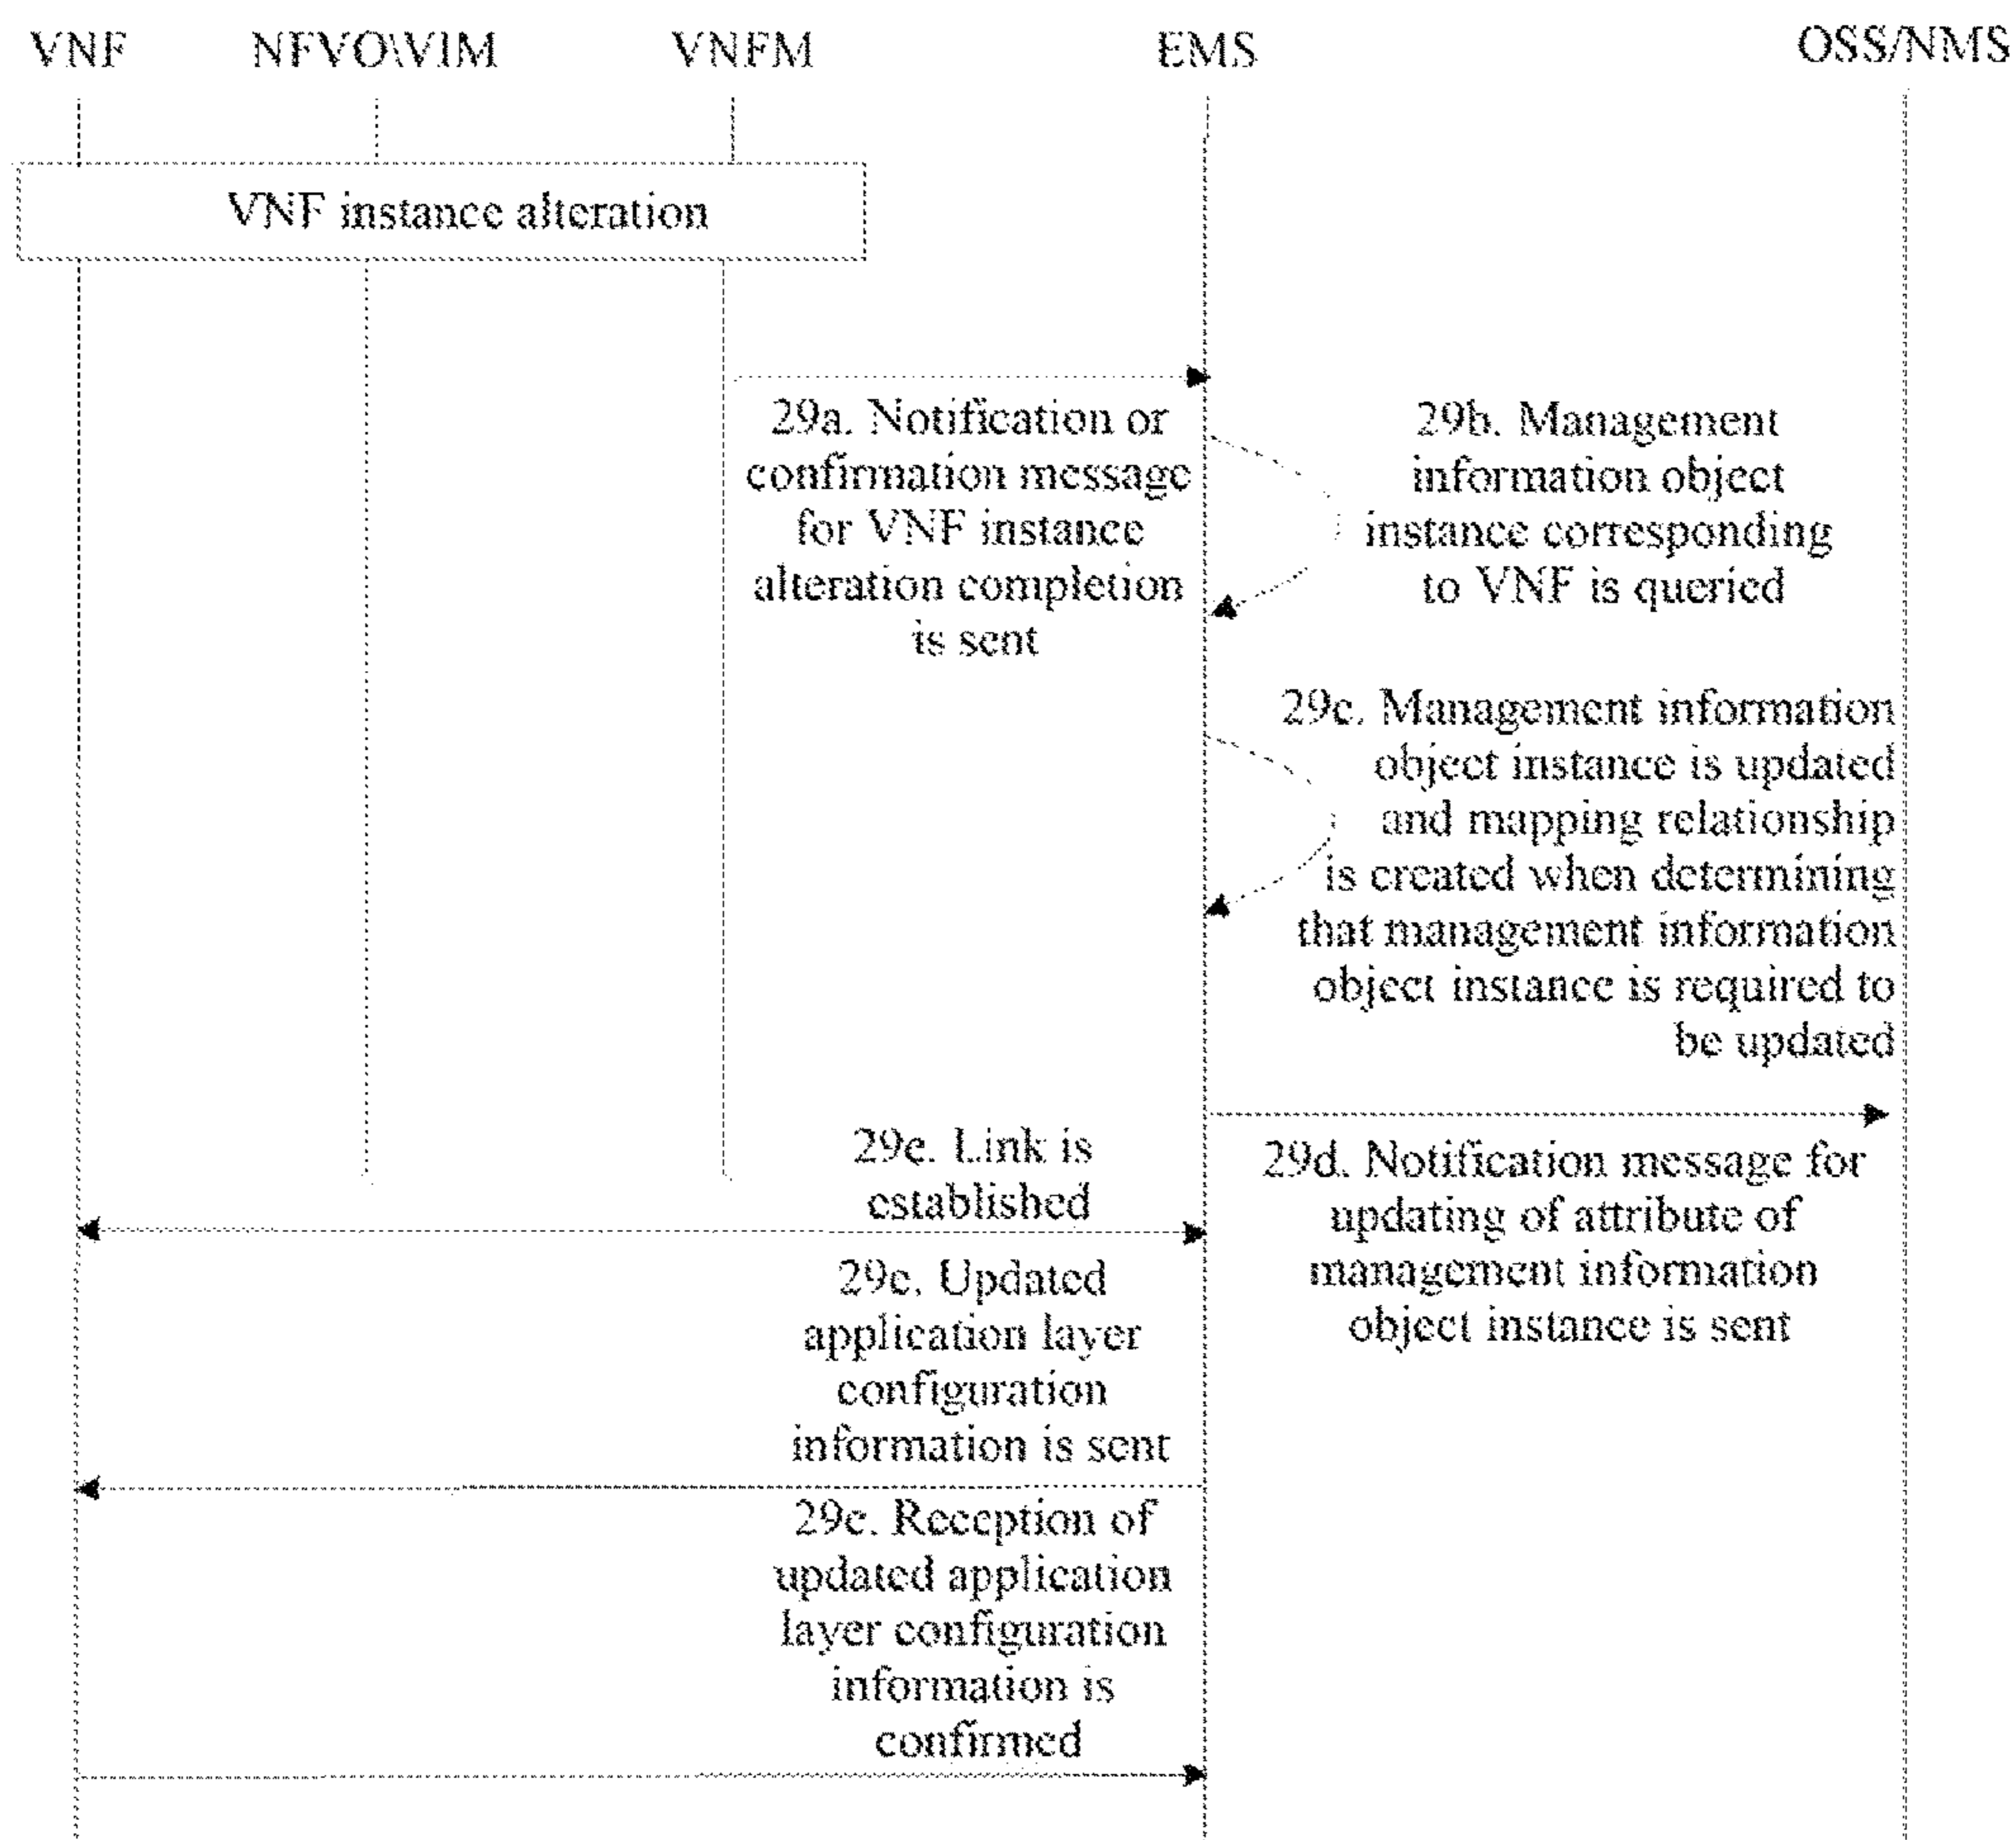 VNF NFVO\VIM VNFM EMS OSS/NMS
VNF instance alteration
29a. Notification or
confirmation message
for VNF instance
alteration completion
is sent
29b. Management
information object
instance corresponding
to VNF is queried
29c. Management information
object instance is updated
and mapping relationship
is created when determining
that management information
object instance is required to
be updated
29e. Link is
established
29d. Notification message for
updating of attribute of
management information
object instance is sent
29e. Updated
application layer
configuration
information is sent
29e. Reception of
updated application
layer configuration
information is
confirmed